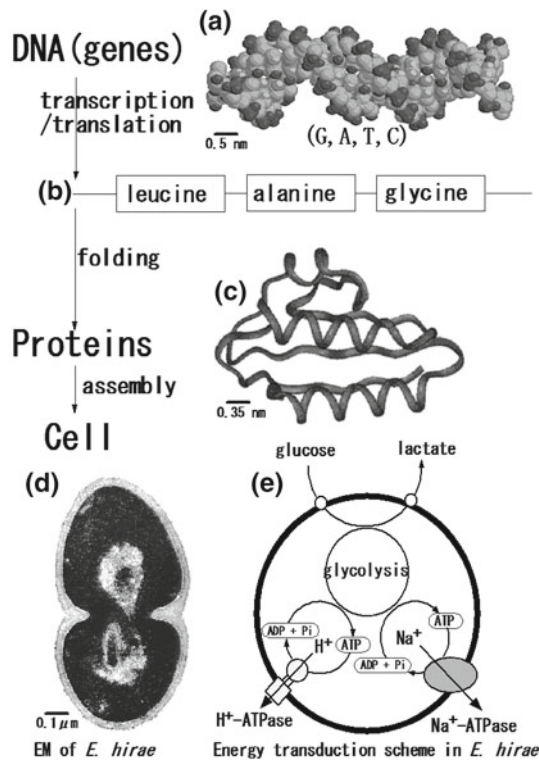 DNA(genes)
(a)
transcription
/translation
0.5 nm
(G, A, T, C)
(b)
leucine
alanine
glycine
folding
(c)
Proteins
0.35 nm
assembly
Cell
(d)
0.1μm
EM of E. hirae
(e)
glucose
lactate
glycolysis
ADP + Pi
H⁺
ATP
ATP
Na⁺
ADP + Pi
H⁺-ATPase
Na⁺-ATPase
Energy transduction scheme in E. hirae